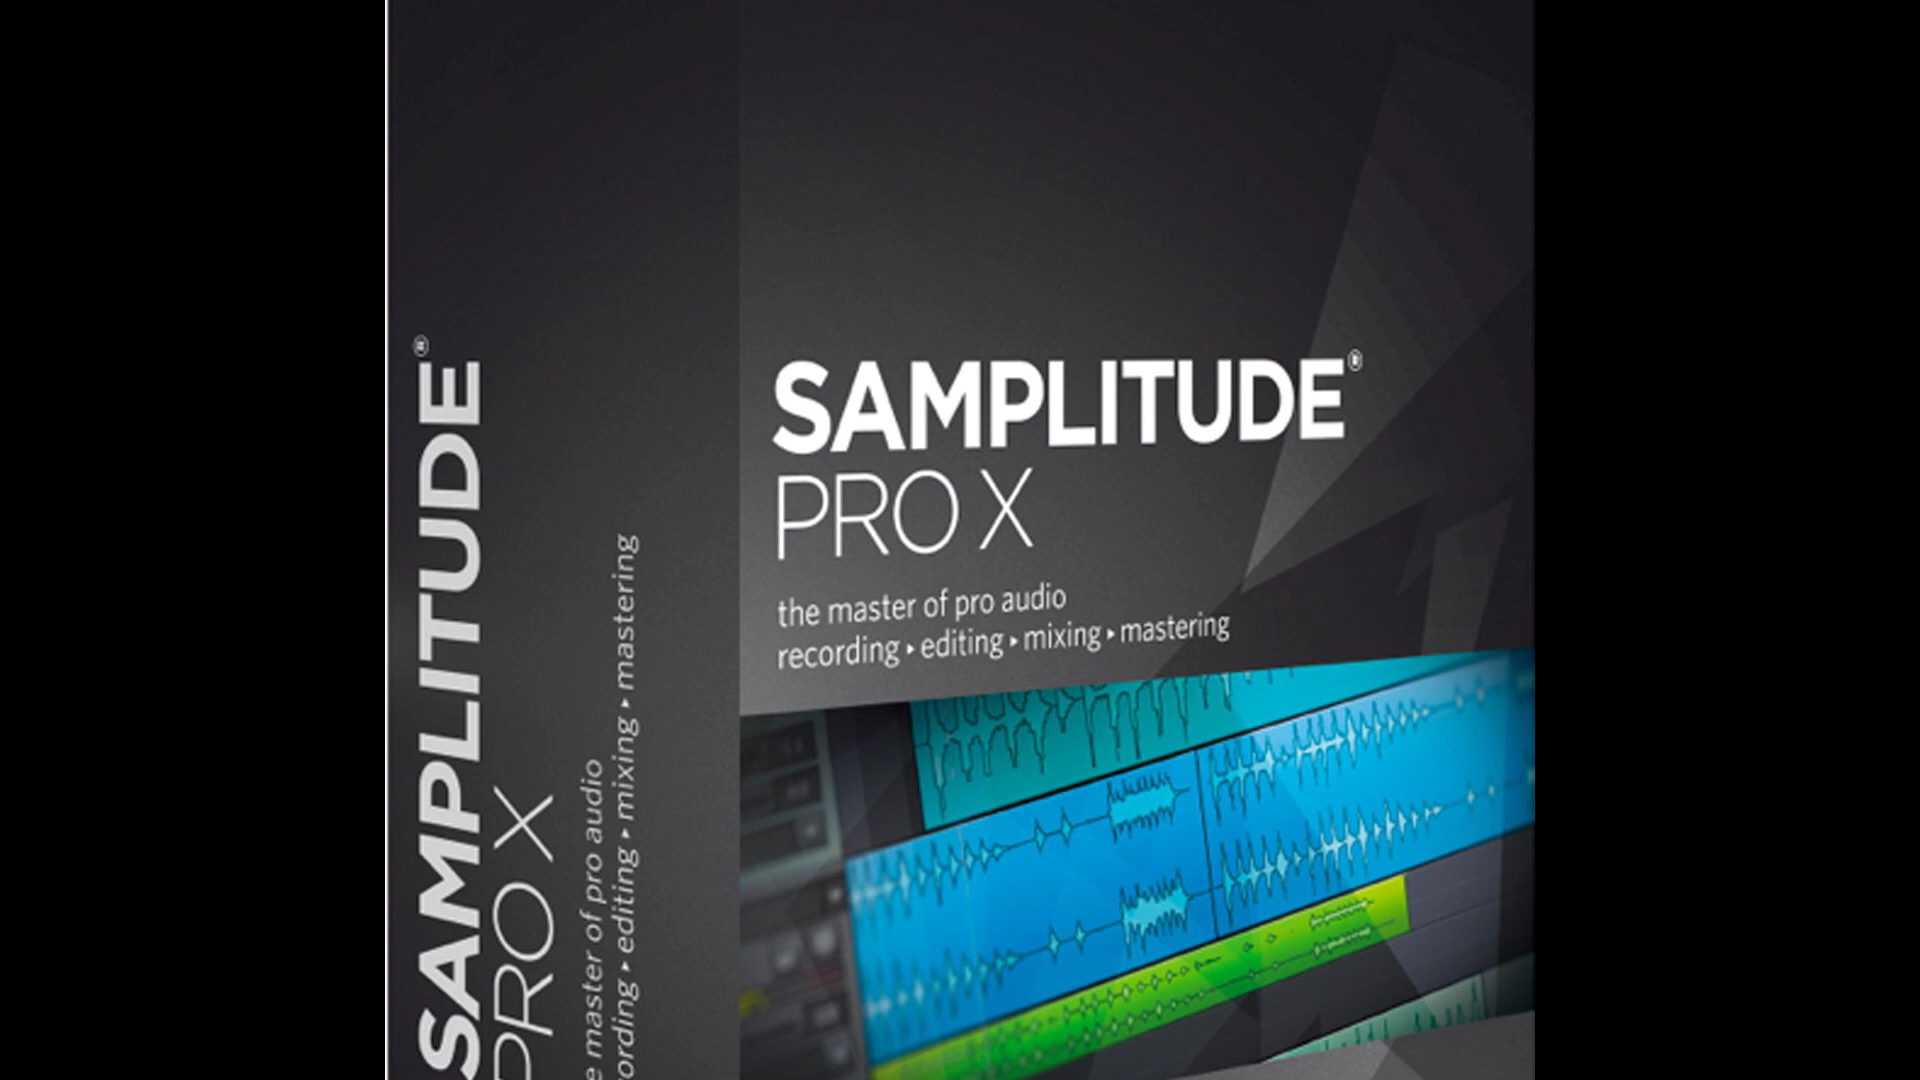 SAMPLITUDE®
PRO X
the master of pro audio
recording ▸ editing ▸ mixing ▸ mastering
SAMPLITUDE®
PRO X
master of pro audio
editing ▸ mixing ▸ mastering